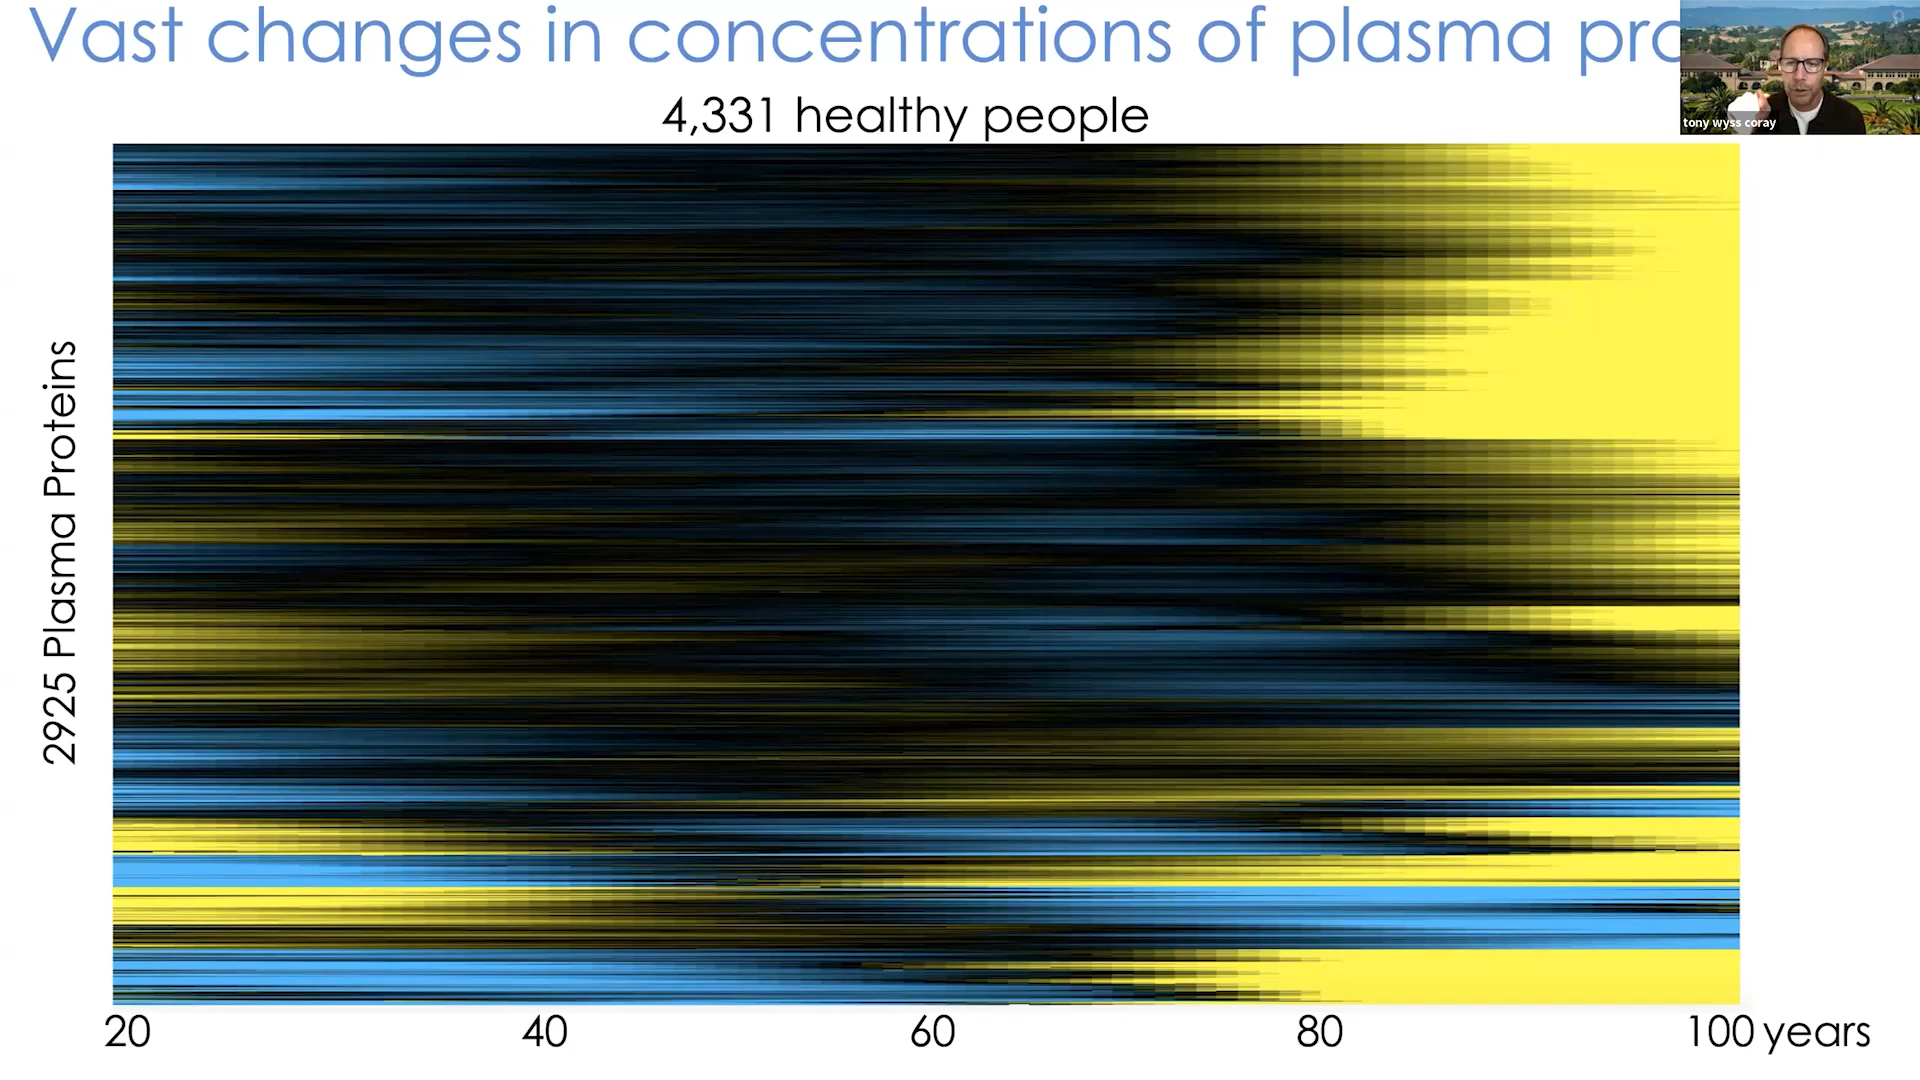 Vast changes in concentrations of plasma pro
4,331 healthy people
tony wyss coray
2925 Plasma Proteins
20 40 60 80 100 years